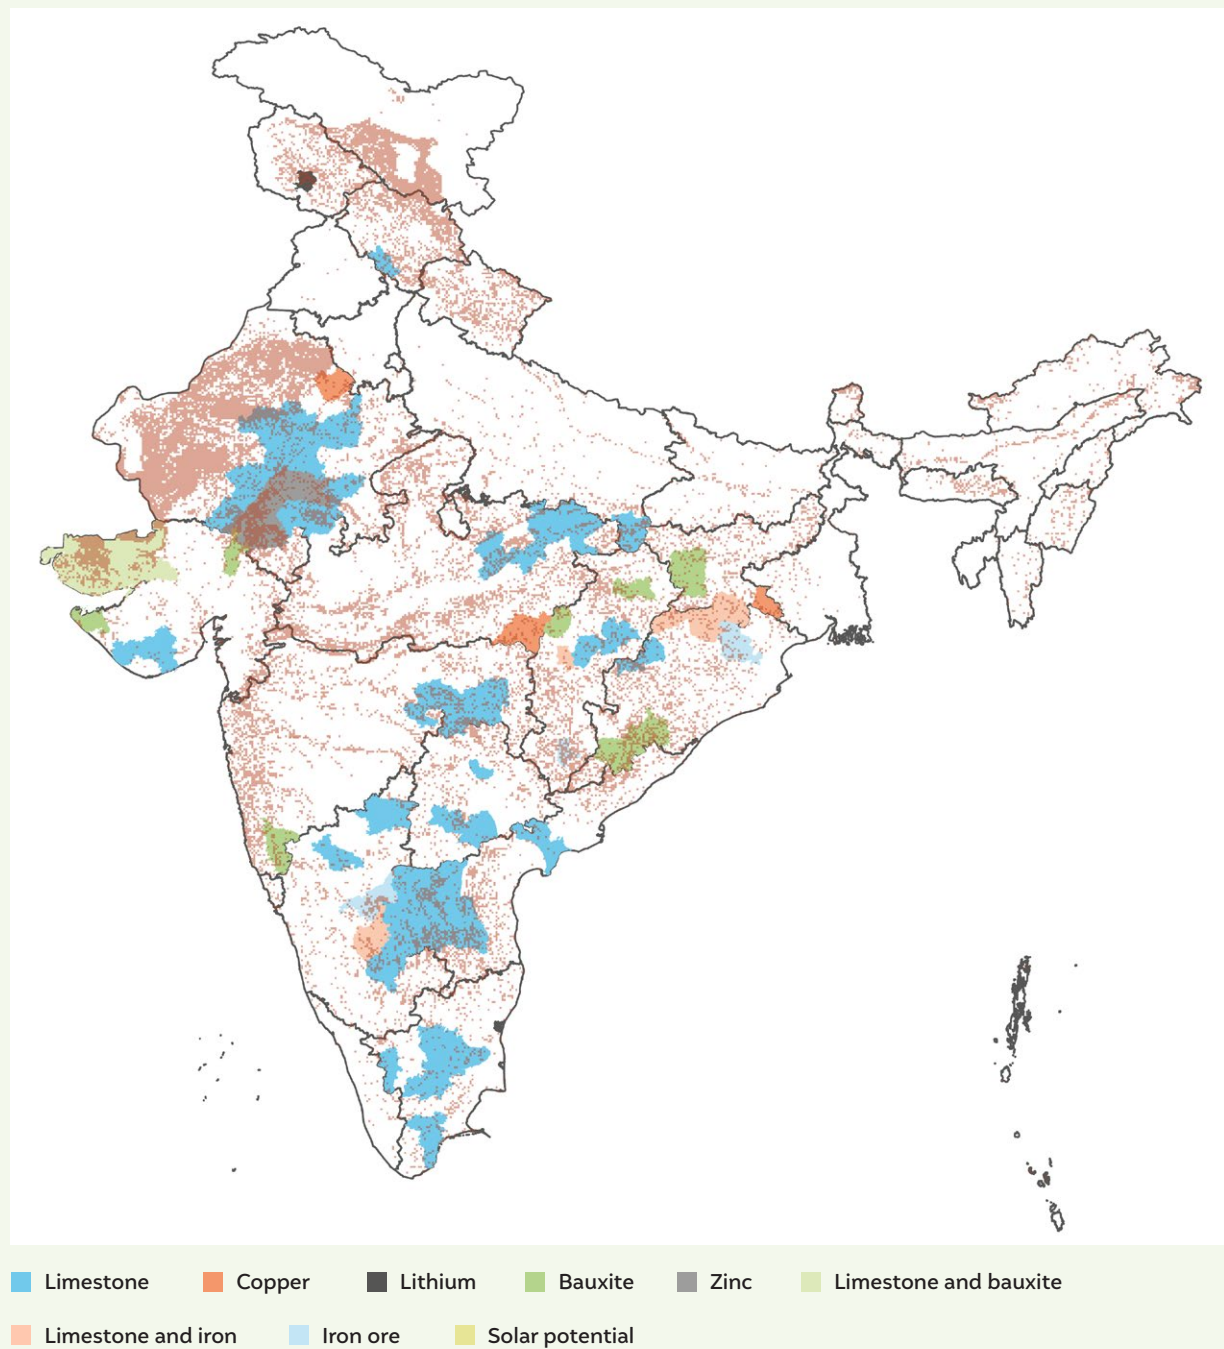 Limestone Copper Lithium Bauxite Zinc Limestone and bauxite
Limestone and iron Iron ore Solar potential